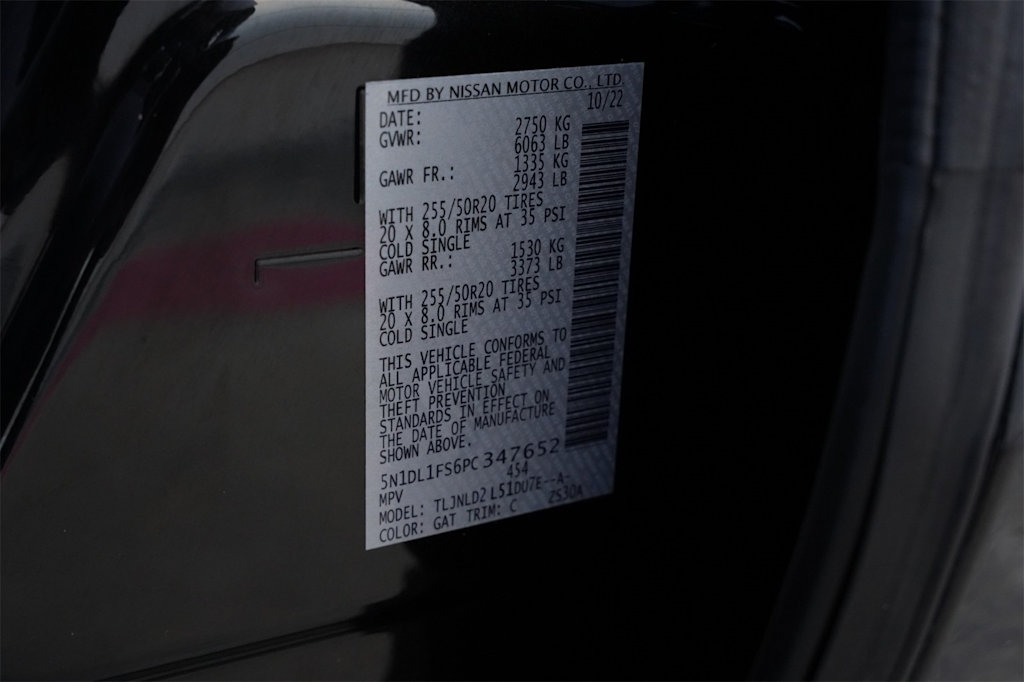 MFD BY NISSAN MOTOR CO., LTD.
DATE: 10/22
GVWR: 2750 KG
6063 LB
GAWR FR.: 1335 KG
2943 LB
WITH 255/50R20 TIRES
20 X 8.0 RIMS AT 35 PSI
COLD SINGLE
GAWR RR.: 1530 KG
3373 LB
WITH 255/50R20 TIRES
20 X 8.0 RIMS AT 35 PSI
COLD SINGLE
THIS VEHICLE CONFORMS TO
ALL APPLICABLE FEDERAL
MOTOR VEHICLE SAFETY AND
THEFT PREVENTION
STANDARDS IN EFFECT ON
THE DATE OF MANUFACTURE
SHOWN ABOVE.
5N1DL1FS6PC347652
MPV 454
MODEL: TLJNLD2 L51DU7E--A-
COLOR: GAT TRIM: C ZS30A